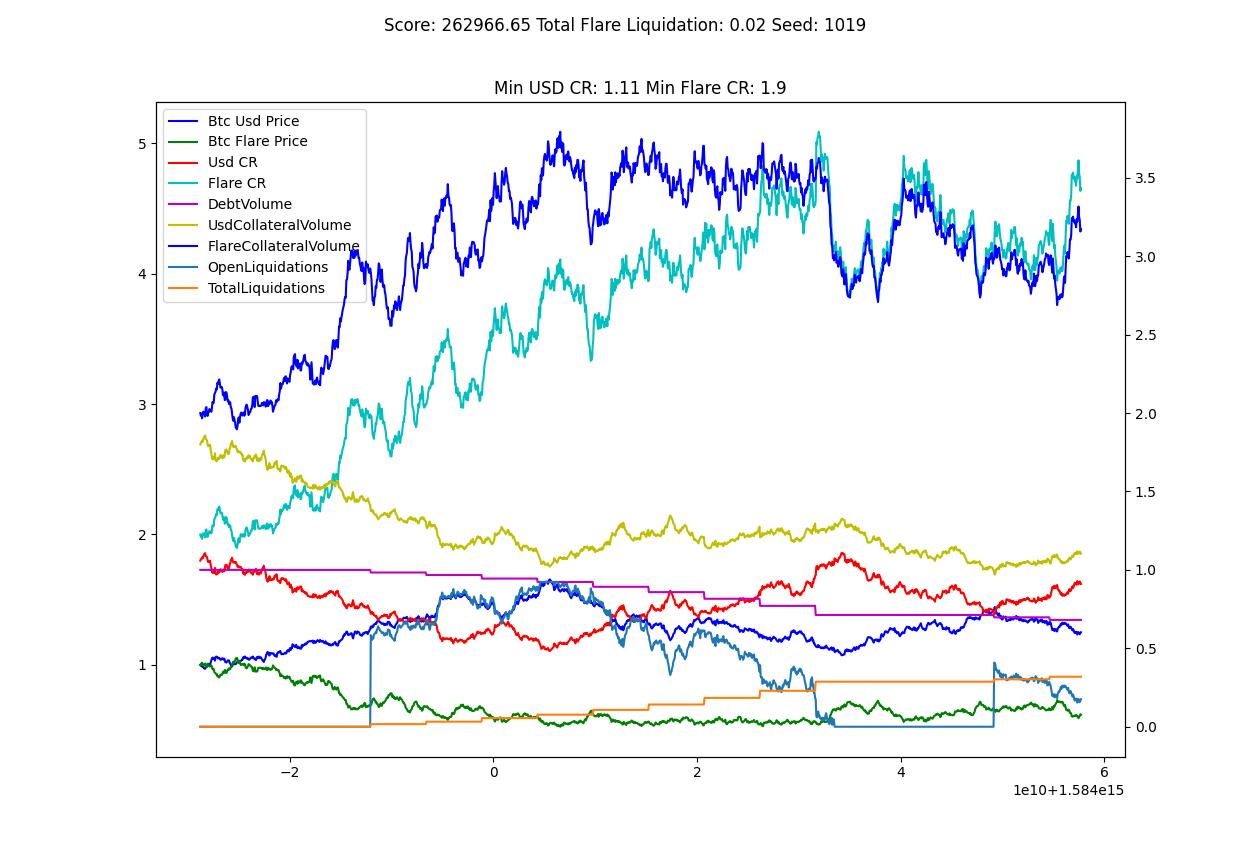 Score: 262966.65 Total Flare Liquidation: 0.02 Seed: 1019
Min USD CR: 1.11 Min Flare CR: 1.9
Btc Usd Price
Btc Flare Price
Usd CR
Flare CR
DebtVolume
UsdCollateralVolume
FlareCollateralVolume
OpenLiquidations
TotalLiquidations
5
4
3
2
1
3.5
3.0
2.5
2.0
1.5
1.0
0.5
0.0
−2 0 2 4 6
1e10+1.584e15